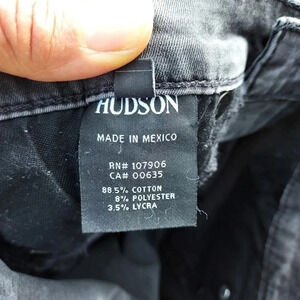 HUDSON
MADE IN MEXICO
RN# 107906
CA# 00635
88.5% COTTON
8% POLYESTER
3.5% LYCRA